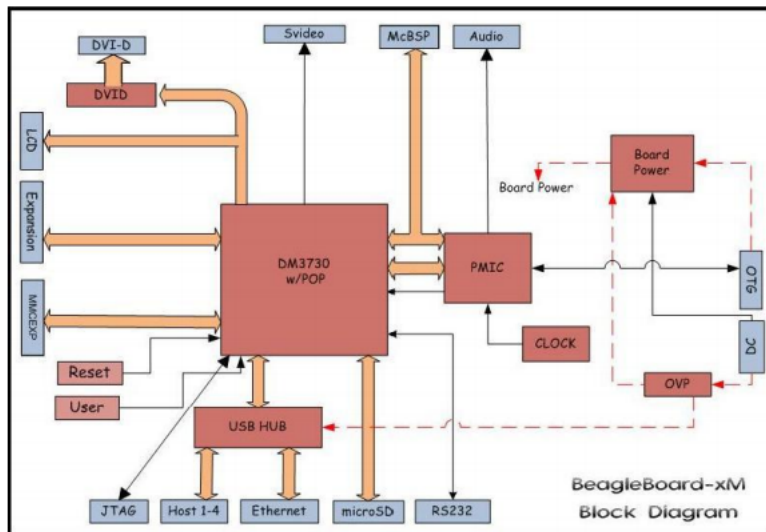 DVI-D
Svideo
McBSP
Audio
DVID
LCD
Board
Power
Board Power
Expansion
DM3730
w/POP
PMIC
OTG
MMCEXP
CLOCK
DC
Reset
OVP
User
USB HUB
JTAG
Host 1-4
Ethernet
microSD
RS232
BeagleBoard-xM
Block Diagram